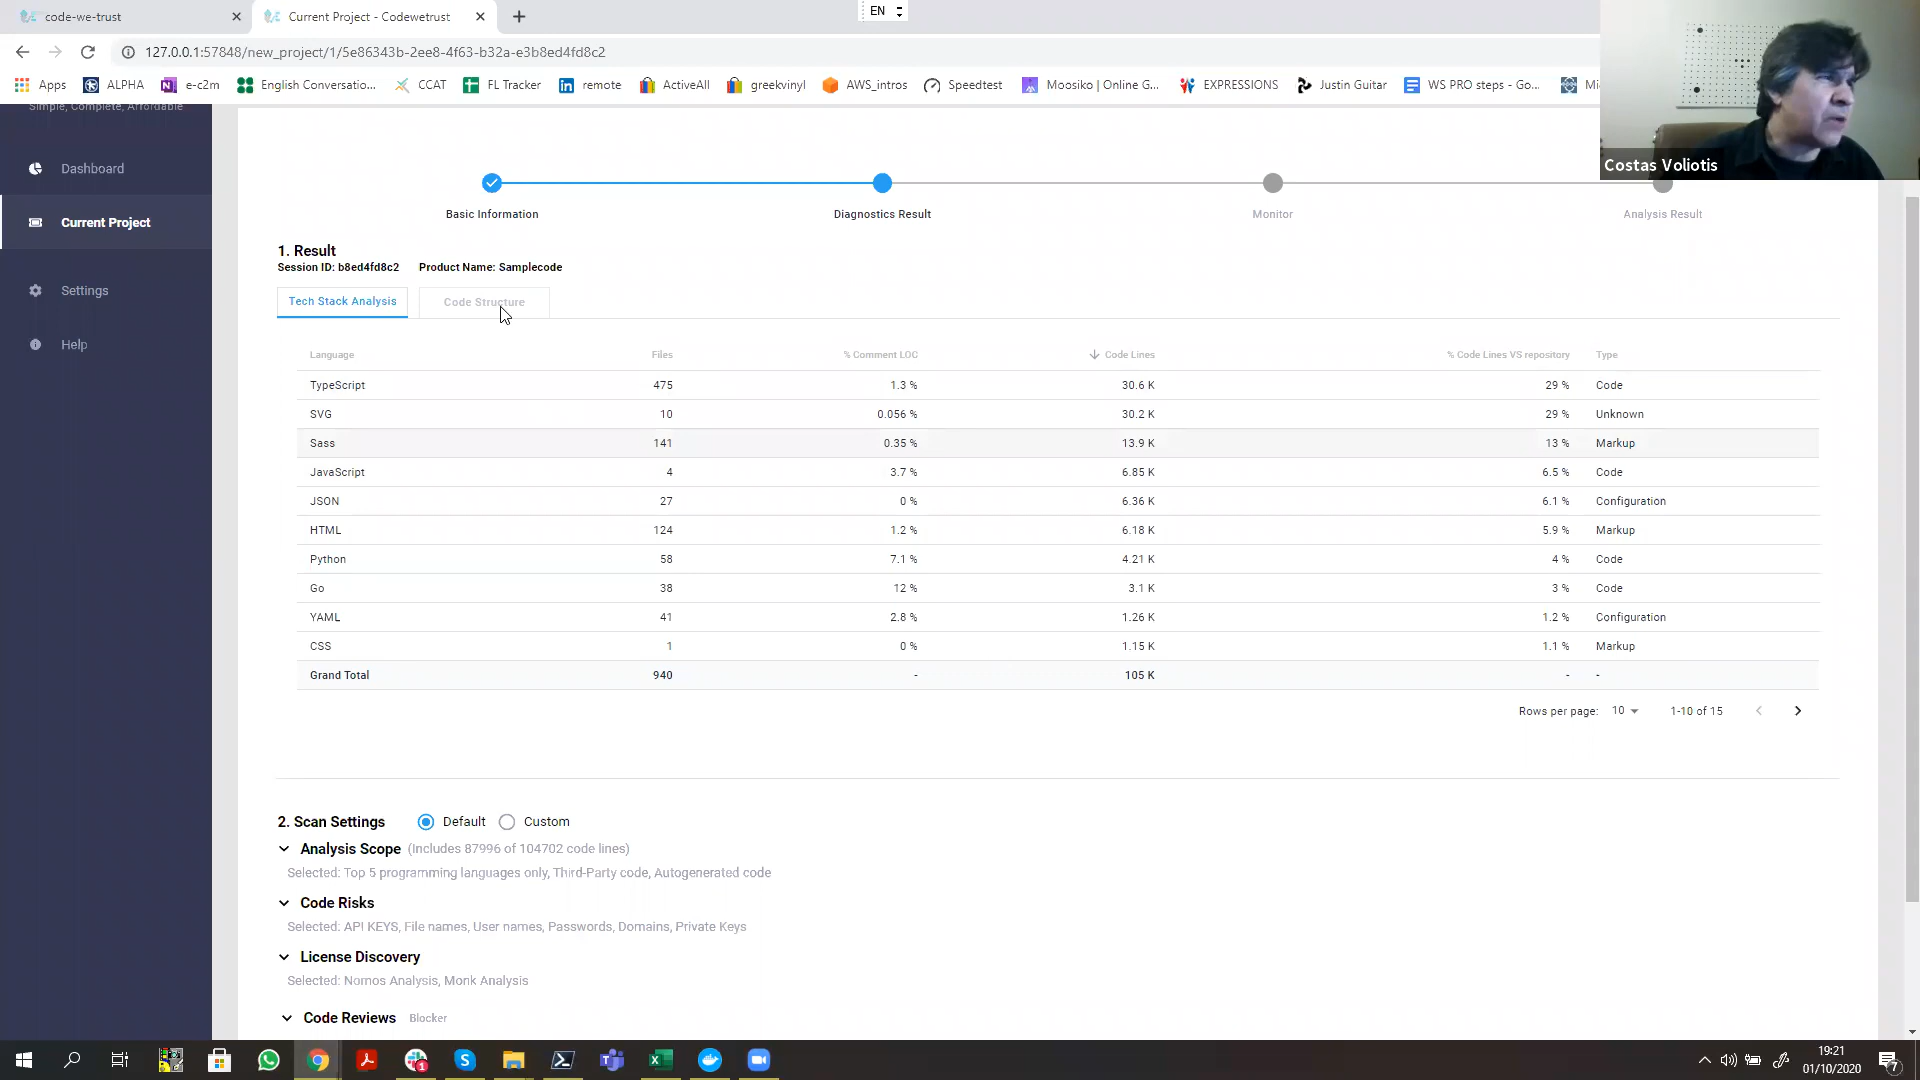 code-we-trust
Current Project - Codewetrust
EN
127.0.0.1:57848/new_project/1/5e86343b-2ee8-4f63-b32a-e3b8ed4fd8c2
Apps ALPHA e-c2m English Conversatio... CCAT FL Tracker remote ActiveAll greekvinyl AWS_intros Speedtest Moosiko | Online G... EXPRESSIONS Justin Guitar WS PRO steps - Go...
Costas Voliotis
Simple, Complete, Affordable
Dashboard
Current Project
Settings
Help
Basic Information Diagnostics Result Monitor Analysis Result
1. Result
Session ID: b8ed4fd8c2 Product Name: Samplecode
Tech Stack Analysis Code Structure
Language Files % Comment LOC Code Lines % Code Lines VS repository Type
TypeScript 475 1.3 % 30.6 K 29 % Code
SVG 10 0.056 % 30.2 K 29 % Unknown
Sass 141 0.35 % 13.9 K 13 % Markup
JavaScript 4 3.7 % 6.85 K 6.5 % Code
JSON 27 0 % 6.36 K 6.1 % Configuration
HTML 124 1.2 % 6.18 K 5.9 % Markup
Python 58 7.1 % 4.21 K 4 % Code
Go 38 12 % 3.1 K 3 % Code
YAML 41 2.8 % 1.26 K 1.2 % Configuration
CSS 1 0 % 1.15 K 1.1 % Markup
Grand Total 940 - 105 K - -
Rows per page: 10 1-10 of 15
2. Scan Settings Default Custom
Analysis Scope (Includes 87996 of 104702 code lines)
Selected: Top 5 programming languages only, Third-Party code, Autogenerated code
Code Risks
Selected: API KEYS, File names, User names, Passwords, Domains, Private Keys
License Discovery
Selected: Nomos Analysis, Monk Analysis
Code Reviews Blocker
19:21
01/10/2020